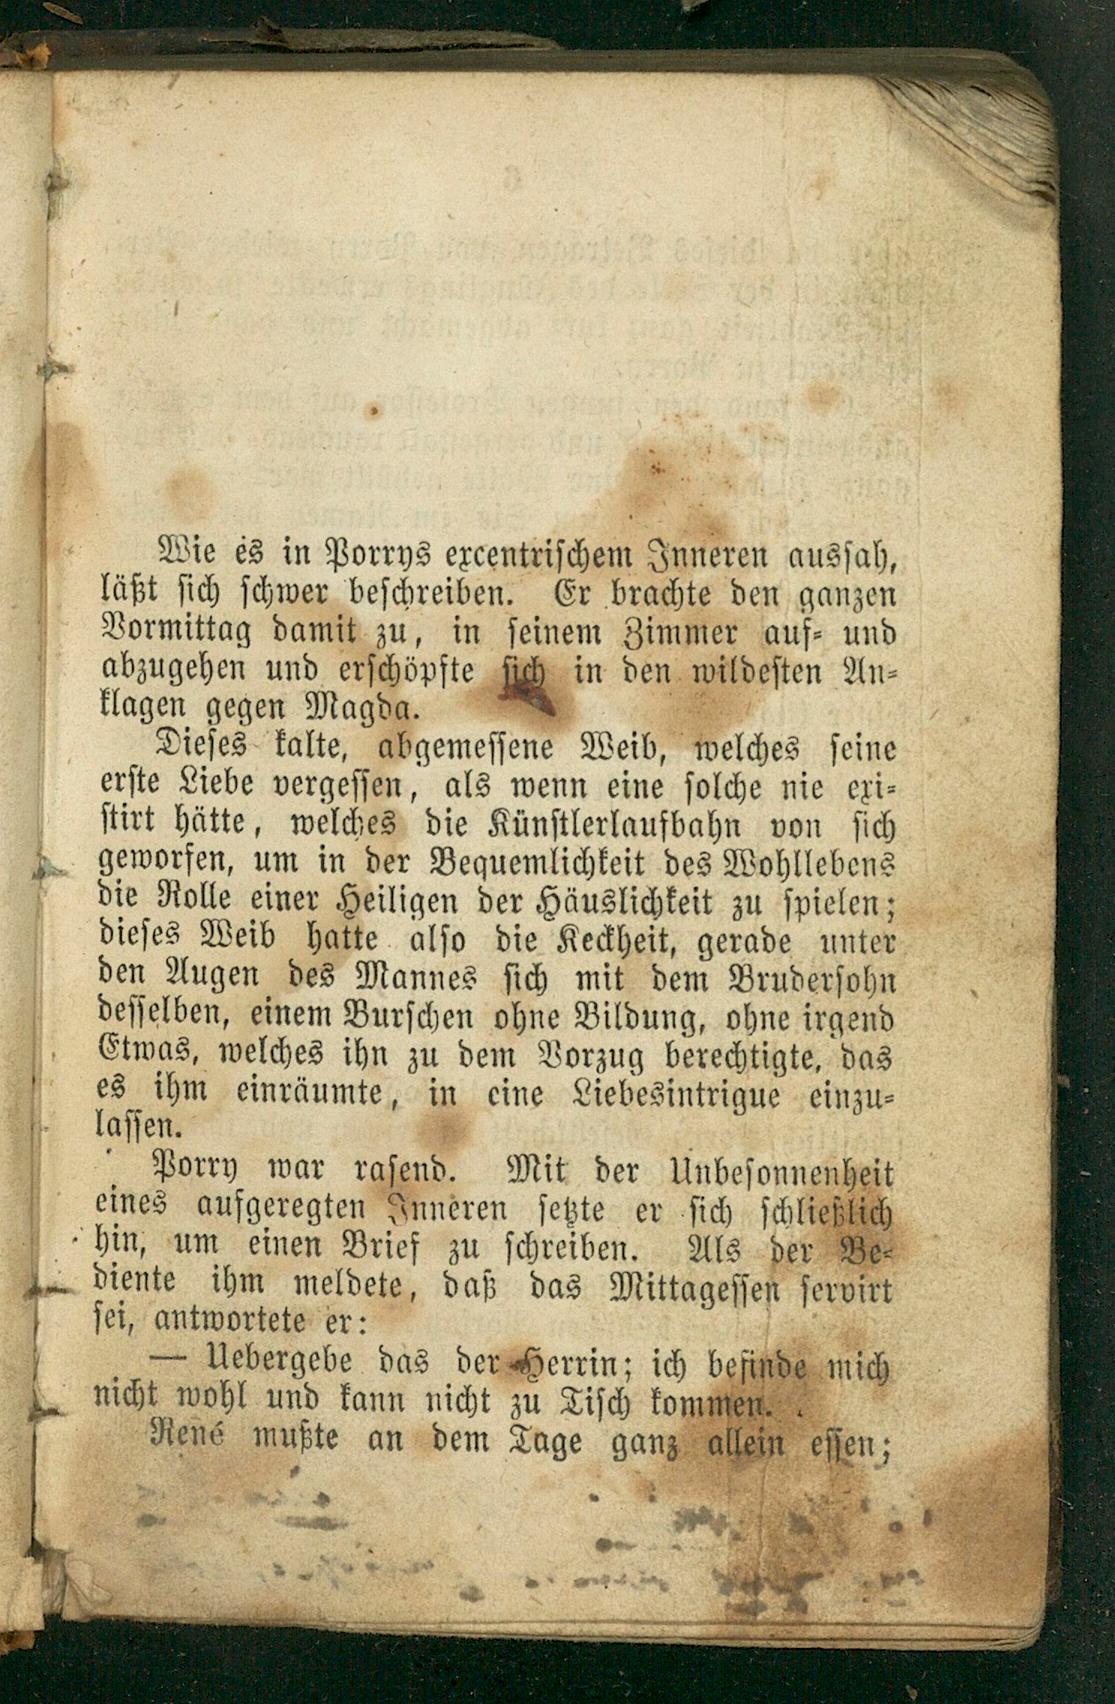 Wie es in Porrys excentrischem Inneren aussah,
läßt sich schwer beschreiben. Er brachte den ganzen
Vormittag damit zu, in seinem Zimmer auf- und
abzugehen und erschöpfte sich in den wildesten An-
klagen gegen Magda.
Dieses kalte, abgemessene Weib, welches seine
erste Liebe vergessen, als wenn eine solche nie exi-
stirt hätte, welches die Künstlerlaufbahn von sich
geworfen, um in der Bequemlichkeit des Wohllebens
die Rolle einer Heiligen der Häuslichkeit zu spielen;
dieses Weib hatte also die Keckheit, gerade unter
den Augen des Mannes sich mit dem Brudersohn
desselben, einem Burschen ohne Bildung, ohne irgend
Etwas, welches ihn zu dem Vorzug berechtigte, das
es ihm einräumte, in eine Liebesintrigue einzu-
lassen.
Porry war rasend. Mit der Unbesonnenheit
eines aufgeregten Inneren setzte er sich schließlich
hin, um einen Brief zu schreiben. Als der Be-
diente ihm meldete, daß das Mittagessen servirt
sei, antwortete er:
— Uebergebe das der Herrin; ich befinde mich
nicht wohl und kann nicht zu Tisch kommen.
René mußte an dem Tage ganz allein essen;